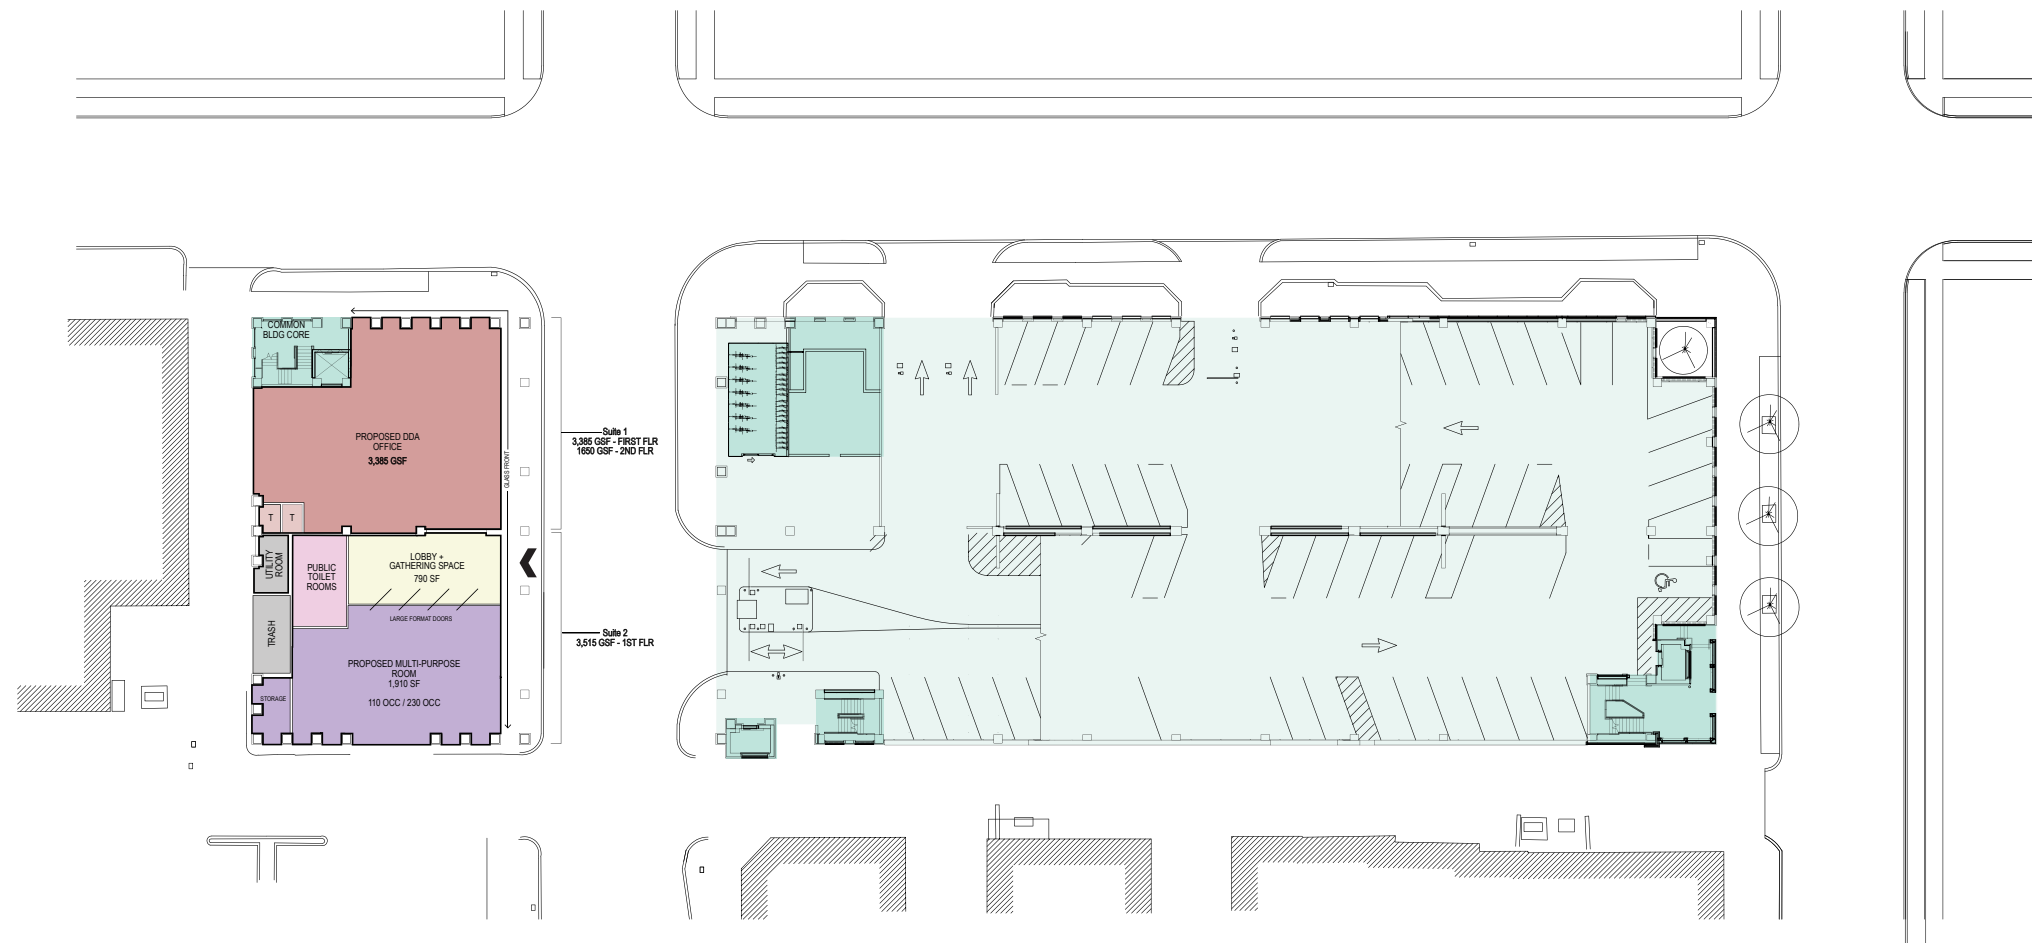 COMMON
BLDG CORE
PROPOSED DDA
OFFICE
3,385 GSF
GLASS FRONT
Suite 1
3,385 GSF - FIRST FLR
1650 GSF - 2ND FLR
T
T
UTILITY
ROOM
PUBLIC
TOILET
ROOMS
LOBBY +
GATHERING SPACE
790 SF
LARGE FORMAT DOORS
TRASH
Suite 2
3,515 GSF - 1ST FLR
PROPOSED MULTI-PURPOSE
ROOM
1,910 SF
110 OCC / 230 OCC
STORAGE